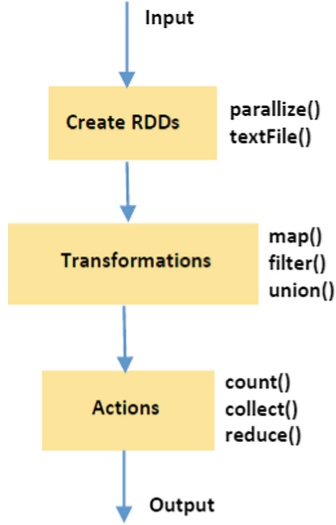 Input
Create RDDs
parallize()
textFile()
Transformations
map()
filter()
union()
Actions
count()
collect()
reduce()
Output